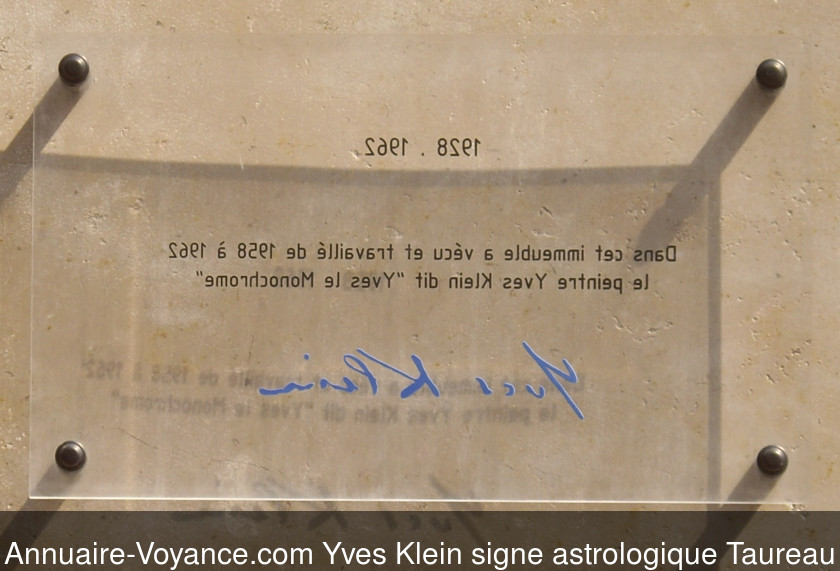 1928 . 1962
Dans cet immeuble a vécu et travaillé de 1958 à 1962
le peintre Yves Klein dit "Yves le Monochrome"
Yves Klein
Annuaire-Voyance.com Yves Klein signe astrologique Taureau